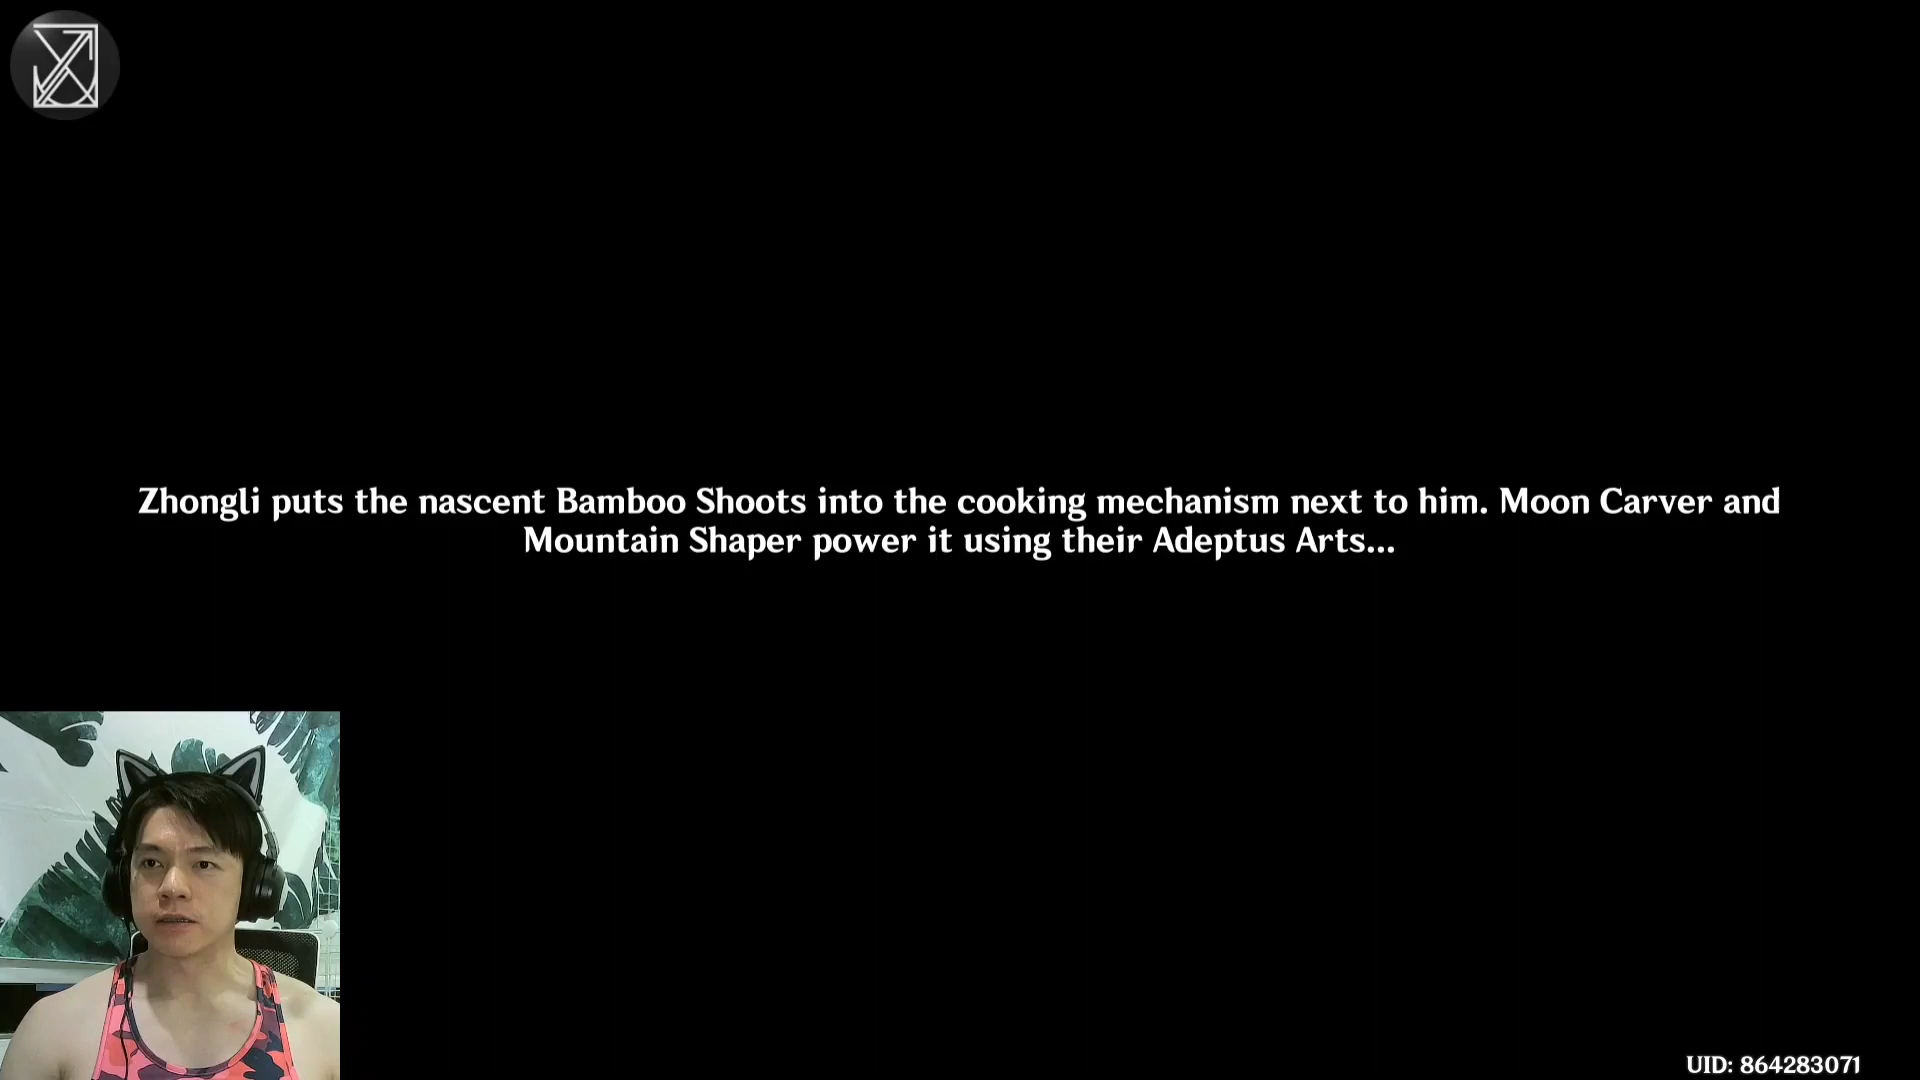 Zhongli puts the nascent Bamboo Shoots into the cooking mechanism next to him. Moon Carver and
Mountain Shaper power it using their Adeptus Arts...
UID: 864283071